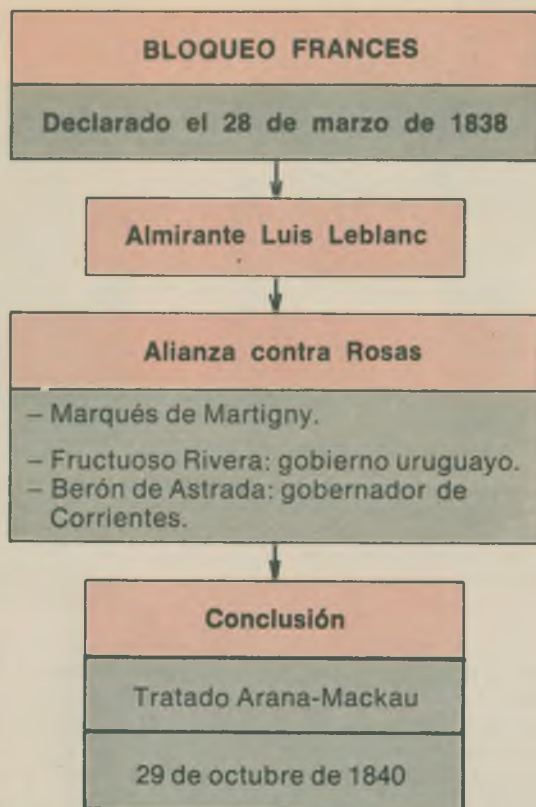 BLOQUEO FRANCES
Declarado el 28 de marzo de 1838
Almirante Luis Leblanc
Alianza contra Rosas
– Marqués de Martigny.
– Fructuoso Rivera: gobierno uruguayo.
– Berón de Astrada: gobernador de
Corrientes.
Conclusión
Tratado Arana-Mackau
29 de octubre de 1840